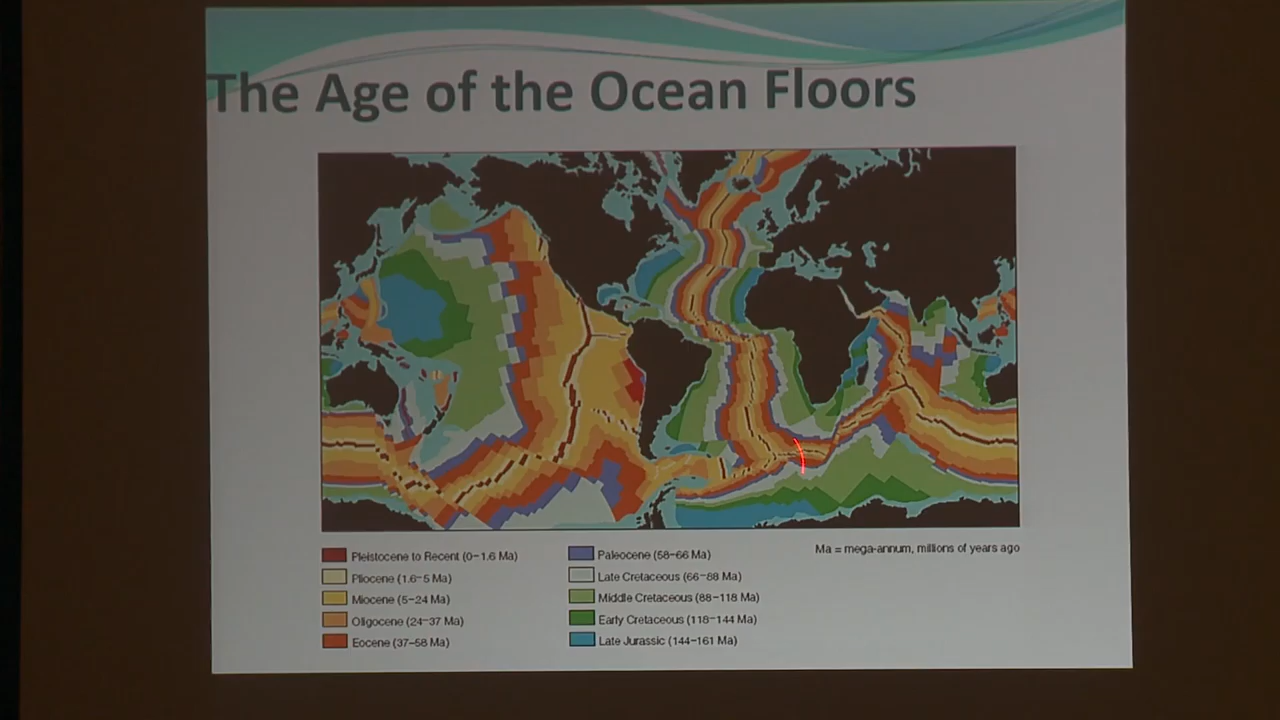 The Age of the Ocean Floors
Pleistocene to Recent (0–1.6 Ma)
Pliocene (1.6–5 Ma)
Miocene (5–24 Ma)
Oligocene (24–37 Ma)
Eocene (37–58 Ma)
Paleocene (58–66 Ma)
Late Cretaceous (66–88 Ma)
Middle Cretaceous (88–118 Ma)
Early Cretaceous (118–144 Ma)
Late Jurassic (144–161 Ma)
Ma = mega-annum, millions of years ago